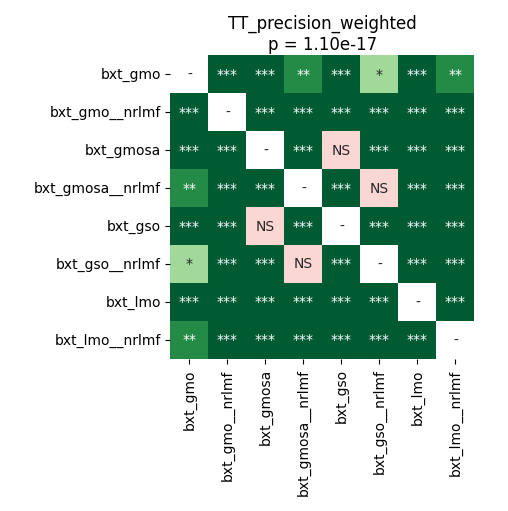 TT_precision_weighted
p = 1.10e-17
bxt_gmo - *** *** ** *** * *** **
bxt_gmo__nrlmf *** - *** *** *** *** *** ***
bxt_gmosa *** *** - *** NS *** *** ***
bxt_gmosa__nrlmf ** *** *** - *** NS *** ***
bxt_gso *** *** NS *** - *** *** ***
bxt_gso__nrlmf * *** *** NS *** - *** ***
bxt_lmo *** *** *** *** *** *** - ***
bxt_lmo__nrlmf ** *** *** *** *** *** *** -
bxt_gmo
bxt_gmo__nrlmf
bxt_gmosa
bxt_gmosa__nrlmf
bxt_gso
bxt_gso__nrlmf
bxt_lmo
bxt_lmo__nrlmf